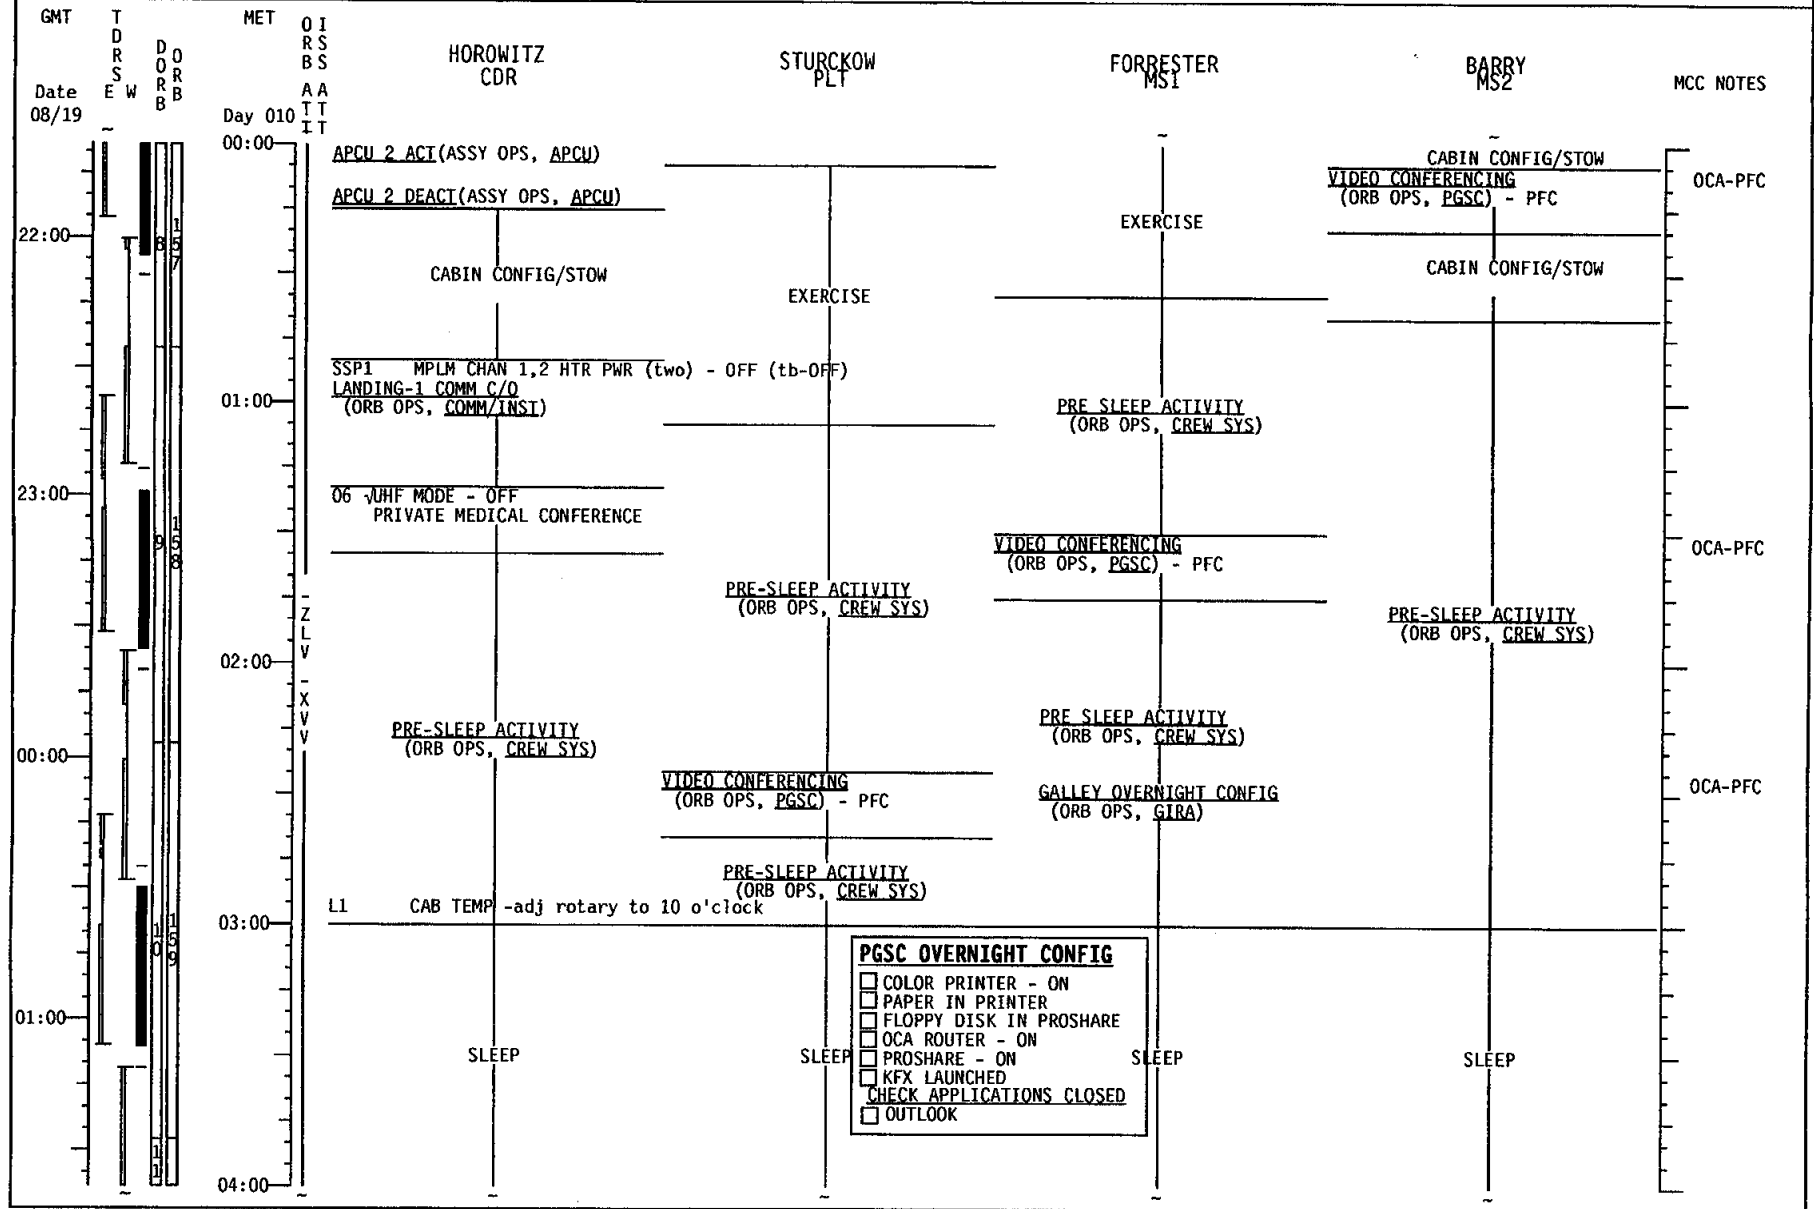 GMT
TDRS
E W
DORB
ORB
MET
ORB ATT
ISS ATT
Date
08/19
Day 010
HOROWITZ
CDR
STURCKOW
PLT
FORRESTER
MS1
BARRY
MS2
MCC NOTES
~
~
~
00:00
APCU 2 ACT(ASSY OPS, APCU)
APCU 2 DEACT(ASSY OPS, APCU)
CABIN CONFIG/STOW
SSP1 MPLM CHAN 1,2 HTR PWR (two) - OFF (tb-OFF)
LANDING-1 COMM C/O
(ORB OPS, COMM/INST)
O6 √UHF MODE - OFF
PRIVATE MEDICAL CONFERENCE
PRE-SLEEP ACTIVITY
(ORB OPS, CREW SYS)
L1 CAB TEMP -adj rotary to 10 o'clock
SLEEP
EXERCISE
PRE-SLEEP ACTIVITY
(ORB OPS, CREW SYS)
VIDEO CONFERENCING
(ORB OPS, PGSC) - PFC
PRE-SLEEP ACTIVITY
(ORB OPS, CREW SYS)
SLEEP
EXERCISE
PRE SLEEP ACTIVITY
(ORB OPS, CREW SYS)
VIDEO CONFERENCING
(ORB OPS, PGSC) - PFC
PRE SLEEP ACTIVITY
(ORB OPS, CREW SYS)
GALLEY OVERNIGHT CONFIG
(ORB OPS, GIRA)
SLEEP
CABIN CONFIG/STOW
VIDEO CONFERENCING
(ORB OPS, PGSC) - PFC
CABIN CONFIG/STOW
PRE-SLEEP ACTIVITY
(ORB OPS, CREW SYS)
SLEEP
OCA-PFC
OCA-PFC
OCA-PFC
PGSC OVERNIGHT CONFIG
COLOR PRINTER - ON
PAPER IN PRINTER
FLOPPY DISK IN PROSHARE
OCA ROUTER - ON
PROSHARE - ON
KFX LAUNCHED
CHECK APPLICATIONS CLOSED
OUTLOOK
22:00
23:00
00:00
01:00
8
157
9
158
10
159
11
01:00
02:00
03:00
04:00
-ZLV -XVV
~
~
~
~
~
~